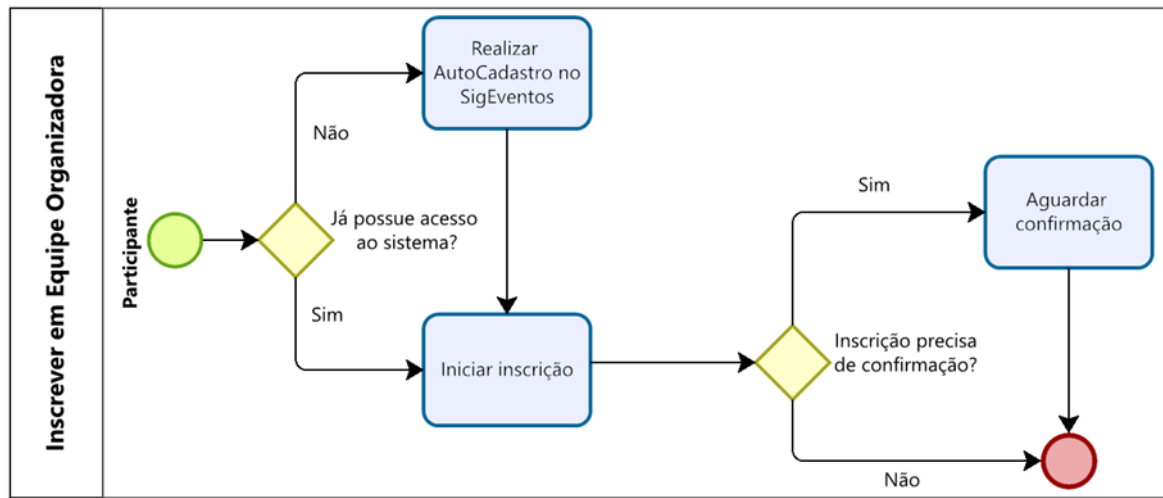 Inscrever em Equipe Organizadora
Participante
Já possue acesso
ao sistema?
Não
Sim
Realizar
AutoCadastro no
SigEventos
Iniciar inscrição
Inscrição precisa
de confirmação?
Sim
Não
Aguardar
confirmação